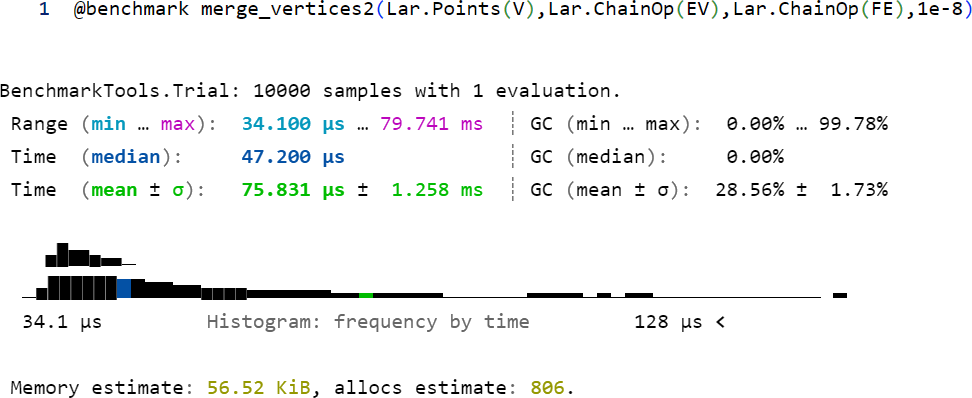 1 @benchmark merge_vertices2(Lar.Points(V),Lar.ChainOp(EV),Lar.ChainOp(FE),1e-8)
BenchmarkTools.Trial: 10000 samples with 1 evaluation.
Range (min … max): 34.100 μs … 79.741 ms ┊ GC (min … max): 0.00% … 99.78%
Time (median): 47.200 μs ┊ GC (median): 0.00%
Time (mean ± σ): 75.831 μs ± 1.258 ms ┊ GC (mean ± σ): 28.56% ± 1.73%
34.1 μs Histogram: frequency by time 128 μs <
Memory estimate: 56.52 KiB, allocs estimate: 806.